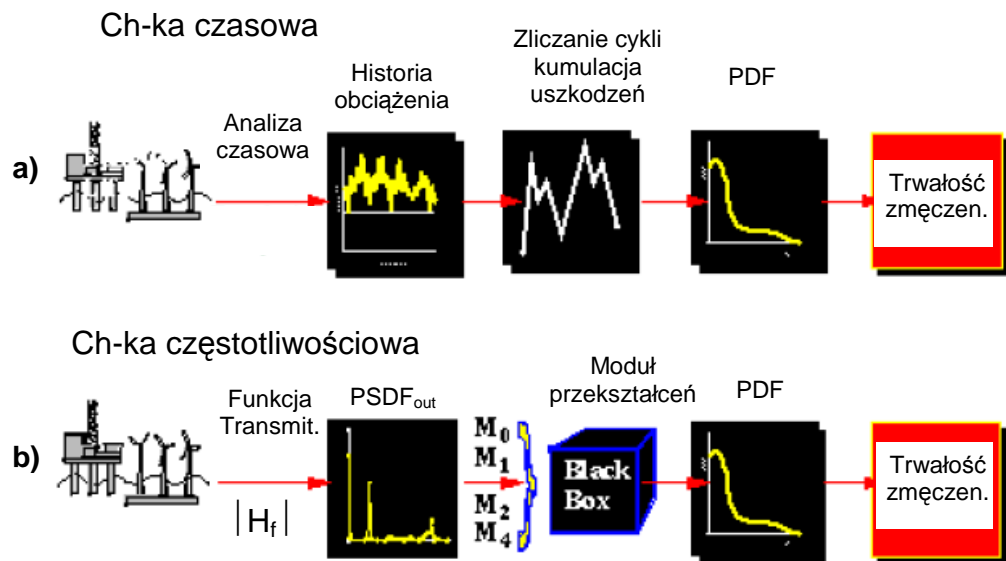 Ch-ka czasowa
Zliczanie cykli
kumulacja
uszkodzeń
Historia
obciążenia
PDF
Analiza
czasowa
a)
Trwałość
zmęczen.
Ch-ka częstotliwościowa
Moduł
przekształceń
Funkcja
Transmit.
PSDFout
PDF
b)
|Hf|
M0
M1
M2
M4
Black
Box
Trwałość
zmęczen.